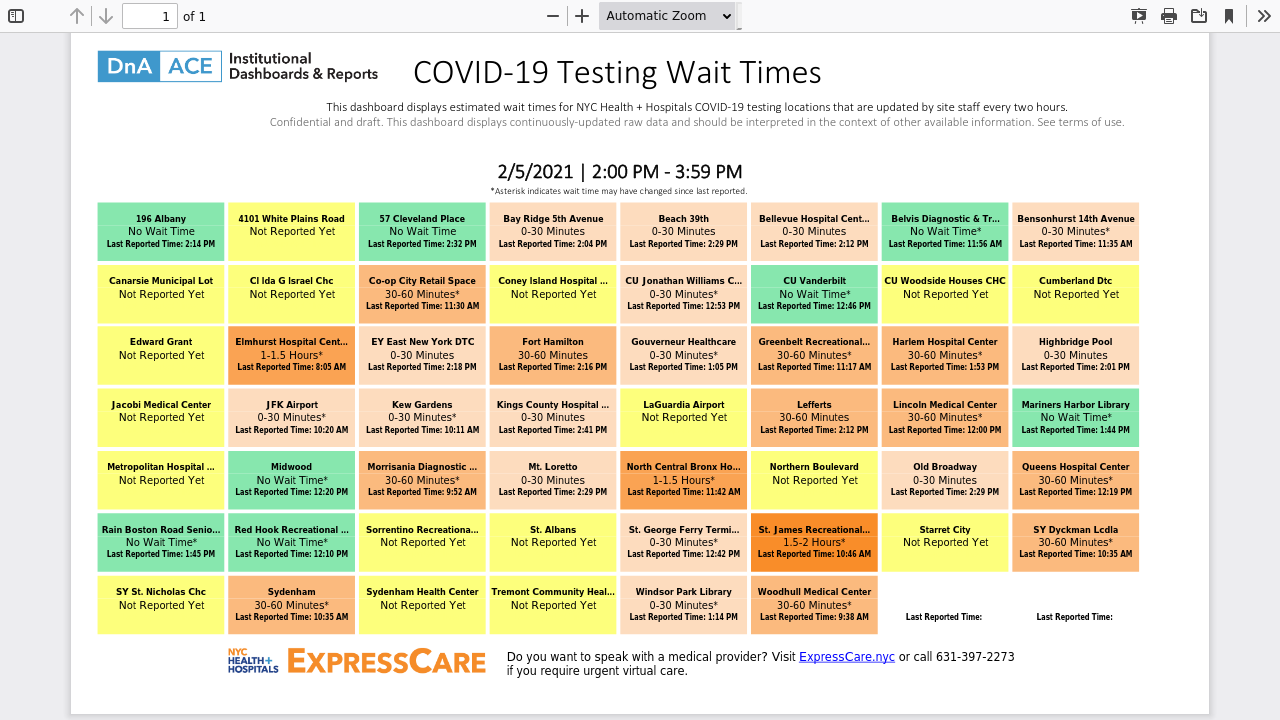 1 of 1 Automatic Zoom
DnA ACE Institutional Dashboards & Reports
COVID-19 Testing Wait Times
This dashboard displays estimated wait times for NYC Health + Hospitals COVID-19 testing locations that are updated by site staff every two hours.
Confidential and draft. This dashboard displays continuously-updated raw data and should be interpreted in the context of other available information. See terms of use.
2/5/2021 | 2:00 PM - 3:59 PM
*Asterisk indicates wait time may have changed since last reported.
196 Albany
No Wait Time
Last Reported Time: 2:14 PM
4101 White Plains Road
Not Reported Yet
57 Cleveland Place
No Wait Time
Last Reported Time: 2:32 PM
Bay Ridge 5th Avenue
0-30 Minutes
Last Reported Time: 2:04 PM
Beach 39th
0-30 Minutes
Last Reported Time: 2:29 PM
Bellevue Hospital Cent...
0-30 Minutes
Last Reported Time: 2:12 PM
Belvis Diagnostic & Tr...
No Wait Time*
Last Reported Time: 11:56 AM
Bensonhurst 14th Avenue
0-30 Minutes*
Last Reported Time: 11:35 AM
Canarsie Municipal Lot
Not Reported Yet
CI Ida G Israel Chc
Not Reported Yet
Co-op City Retail Space
30-60 Minutes*
Last Reported Time: 11:30 AM
Coney Island Hospital ...
Not Reported Yet
CU Jonathan Williams C...
0-30 Minutes*
Last Reported Time: 12:53 PM
CU Vanderbilt
No Wait Time*
Last Reported Time: 12:46 PM
CU Woodside Houses CHC
Not Reported Yet
Cumberland Dtc
Not Reported Yet
Edward Grant
Not Reported Yet
Elmhurst Hospital Cent...
1-1.5 Hours*
Last Reported Time: 8:05 AM
EY East New York DTC
0-30 Minutes
Last Reported Time: 2:18 PM
Fort Hamilton
30-60 Minutes
Last Reported Time: 2:16 PM
Gouverneur Healthcare
0-30 Minutes*
Last Reported Time: 1:05 PM
Greenbelt Recreational...
30-60 Minutes*
Last Reported Time: 11:17 AM
Harlem Hospital Center
30-60 Minutes*
Last Reported Time: 1:53 PM
Highbridge Pool
0-30 Minutes
Last Reported Time: 2:01 PM
Jacobi Medical Center
Not Reported Yet
JFK Airport
0-30 Minutes*
Last Reported Time: 10:20 AM
Kew Gardens
0-30 Minutes*
Last Reported Time: 10:11 AM
Kings County Hospital ...
0-30 Minutes
Last Reported Time: 2:41 PM
LaGuardia Airport
Not Reported Yet
Lefferts
30-60 Minutes
Last Reported Time: 2:12 PM
Lincoln Medical Center
30-60 Minutes*
Last Reported Time: 12:00 PM
Mariners Harbor Library
No Wait Time*
Last Reported Time: 1:44 PM
Metropolitan Hospital ...
Not Reported Yet
Midwood
No Wait Time*
Last Reported Time: 12:20 PM
Morrisania Diagnostic ...
30-60 Minutes*
Last Reported Time: 9:52 AM
Mt. Loretto
0-30 Minutes
Last Reported Time: 2:29 PM
North Central Bronx Ho...
1-1.5 Hours*
Last Reported Time: 11:42 AM
Northern Boulevard
Not Reported Yet
Old Broadway
0-30 Minutes
Last Reported Time: 2:29 PM
Queens Hospital Center
30-60 Minutes*
Last Reported Time: 12:19 PM
Rain Boston Road Senio...
No Wait Time*
Last Reported Time: 1:45 PM
Red Hook Recreational ...
No Wait Time*
Last Reported Time: 12:10 PM
Sorrentino Recreationa...
Not Reported Yet
St. Albans
Not Reported Yet
St. George Ferry Termi...
0-30 Minutes*
Last Reported Time: 12:42 PM
St. James Recreational...
1.5-2 Hours*
Last Reported Time: 10:46 AM
Starret City
Not Reported Yet
SY Dyckman Lcdla
30-60 Minutes*
Last Reported Time: 10:35 AM
SY St. Nicholas Chc
Not Reported Yet
Sydenham
30-60 Minutes*
Last Reported Time: 10:35 AM
Sydenham Health Center
Not Reported Yet
Tremont Community Heal...
Not Reported Yet
Windsor Park Library
0-30 Minutes*
Last Reported Time: 1:14 PM
Woodhull Medical Center
30-60 Minutes*
Last Reported Time: 9:38 AM
Last Reported Time:
Last Reported Time:
NYC
HEALTH+
HOSPITALS
EXPRESSCARE
Do you want to speak with a medical provider? Visit ExpressCare.nyc or call 631-397-2273
if you require urgent virtual care.